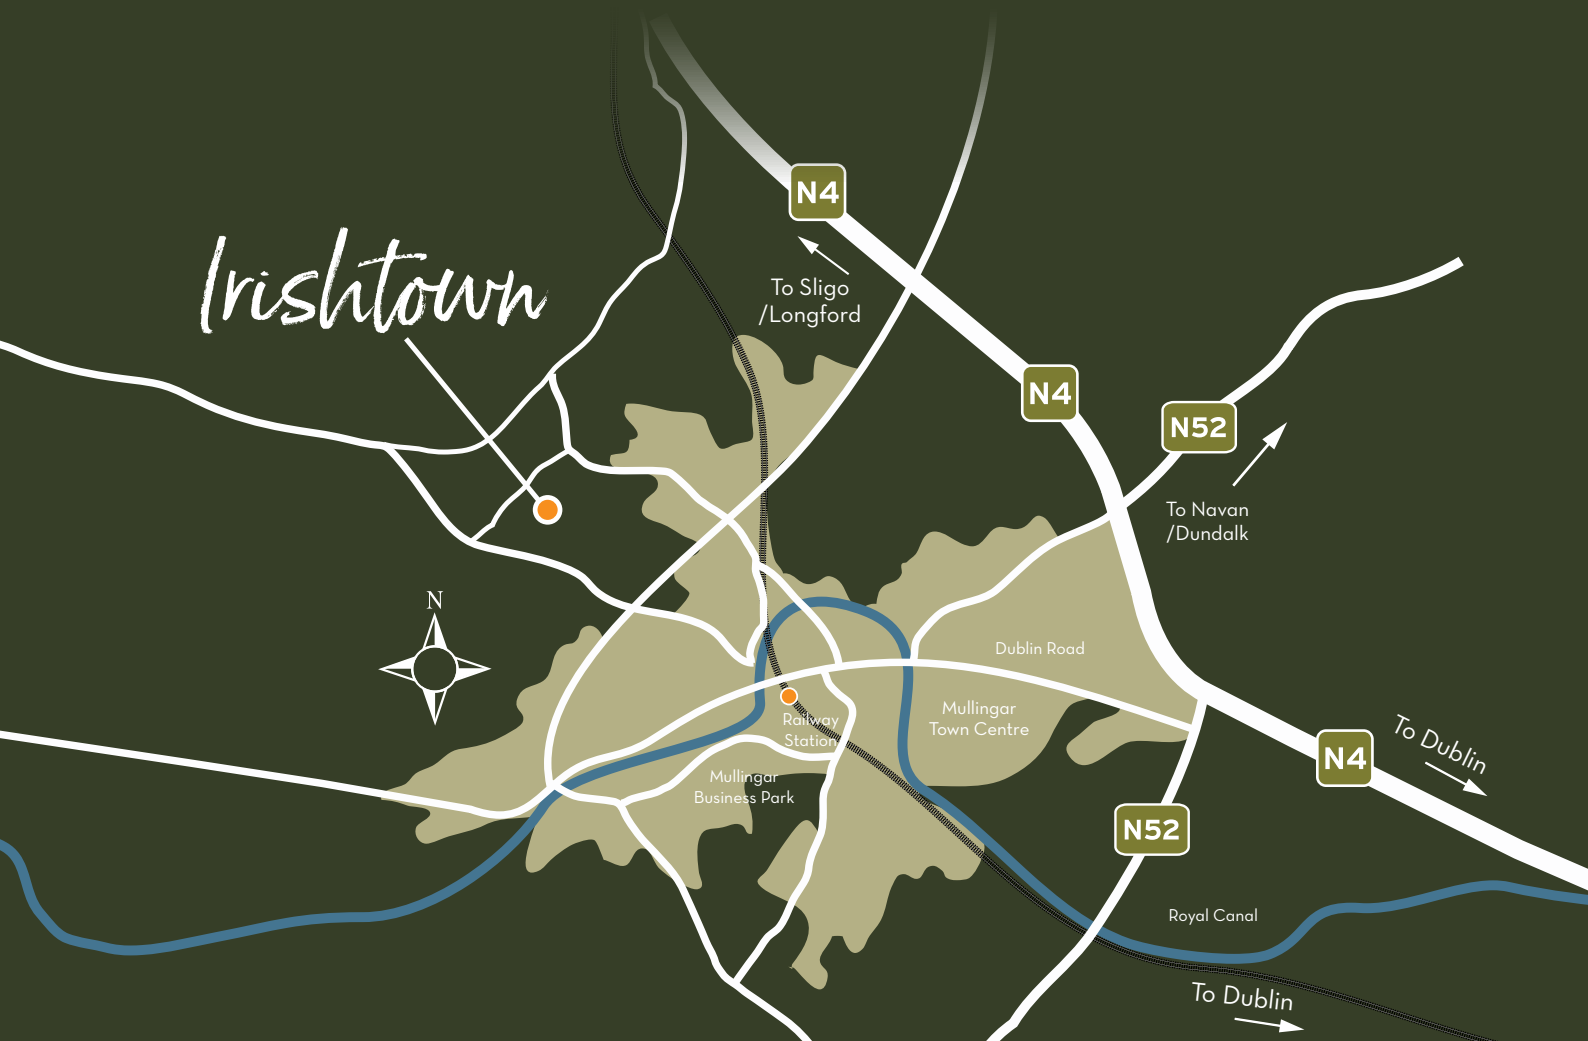 N4
Irishtown
To Sligo
/Longford
N4
N52
To Navan
/Dundalk
N
Dublin Road
Mullingar
Town Centre
Railway
Station
Mullingar
Business Park
N4
To Dublin
N52
Royal Canal
To Dublin